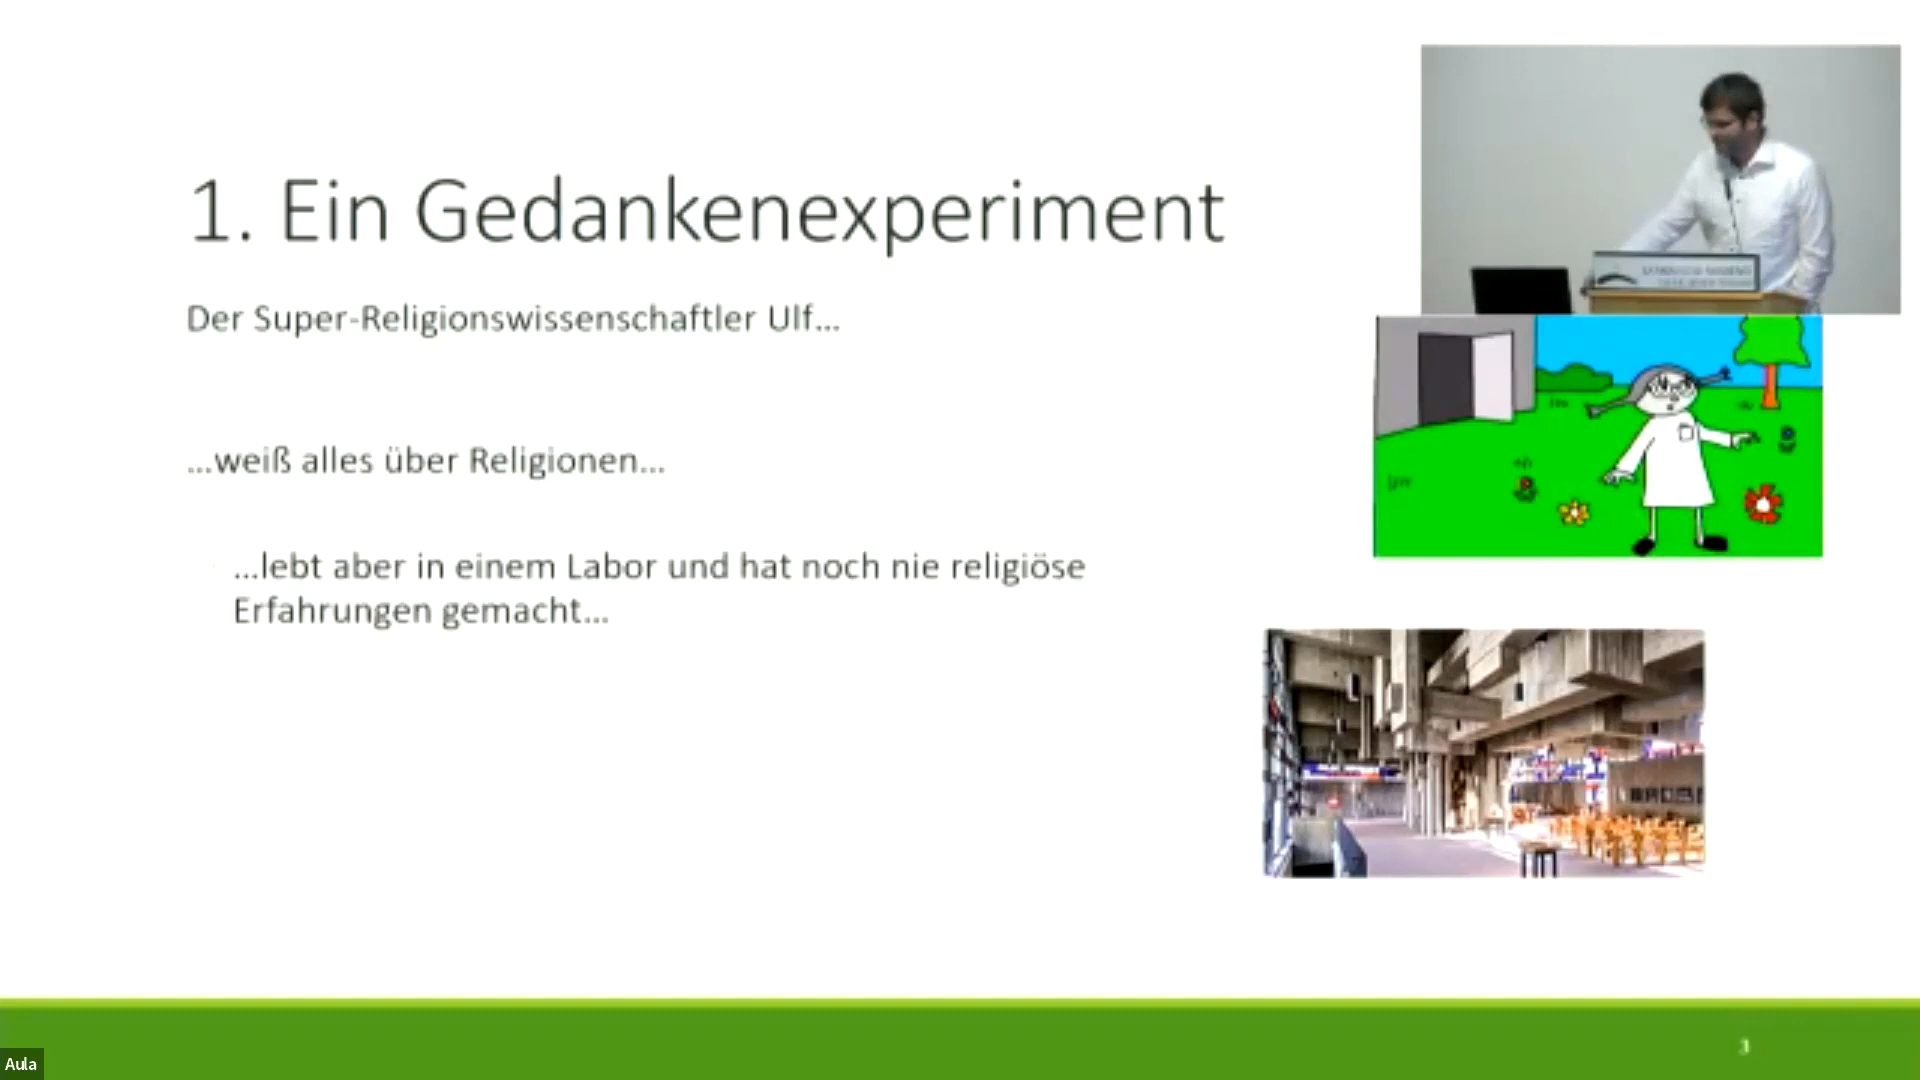 1. Ein Gedankenexperiment
Der Super-Religionswissenschaftler Ulf...
...weiß alles über Religionen...
...lebt aber in einem Labor und hat noch nie religiöse
Erfahrungen gemacht...
3
Aula